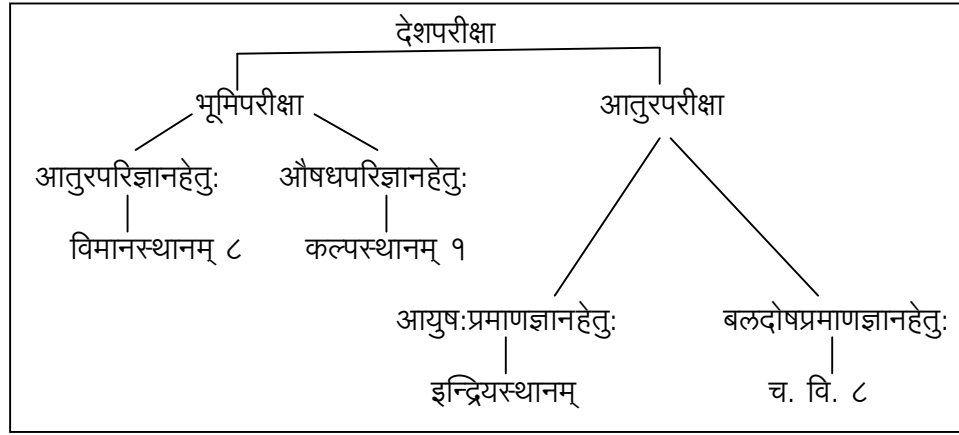 देशपरीक्षा
भूमिपरीक्षा आतुरपरीक्षा
आतुरपरिज्ञानहेतु: औषधपरिज्ञानहेतु:
विमानस्थानम् ८ कल्पस्थानम् १
आयुष:प्रमाणज्ञानहेतु: बलदोषप्रमाणज्ञानहेतु:
इन्द्रियस्थानम् च. वि. ८